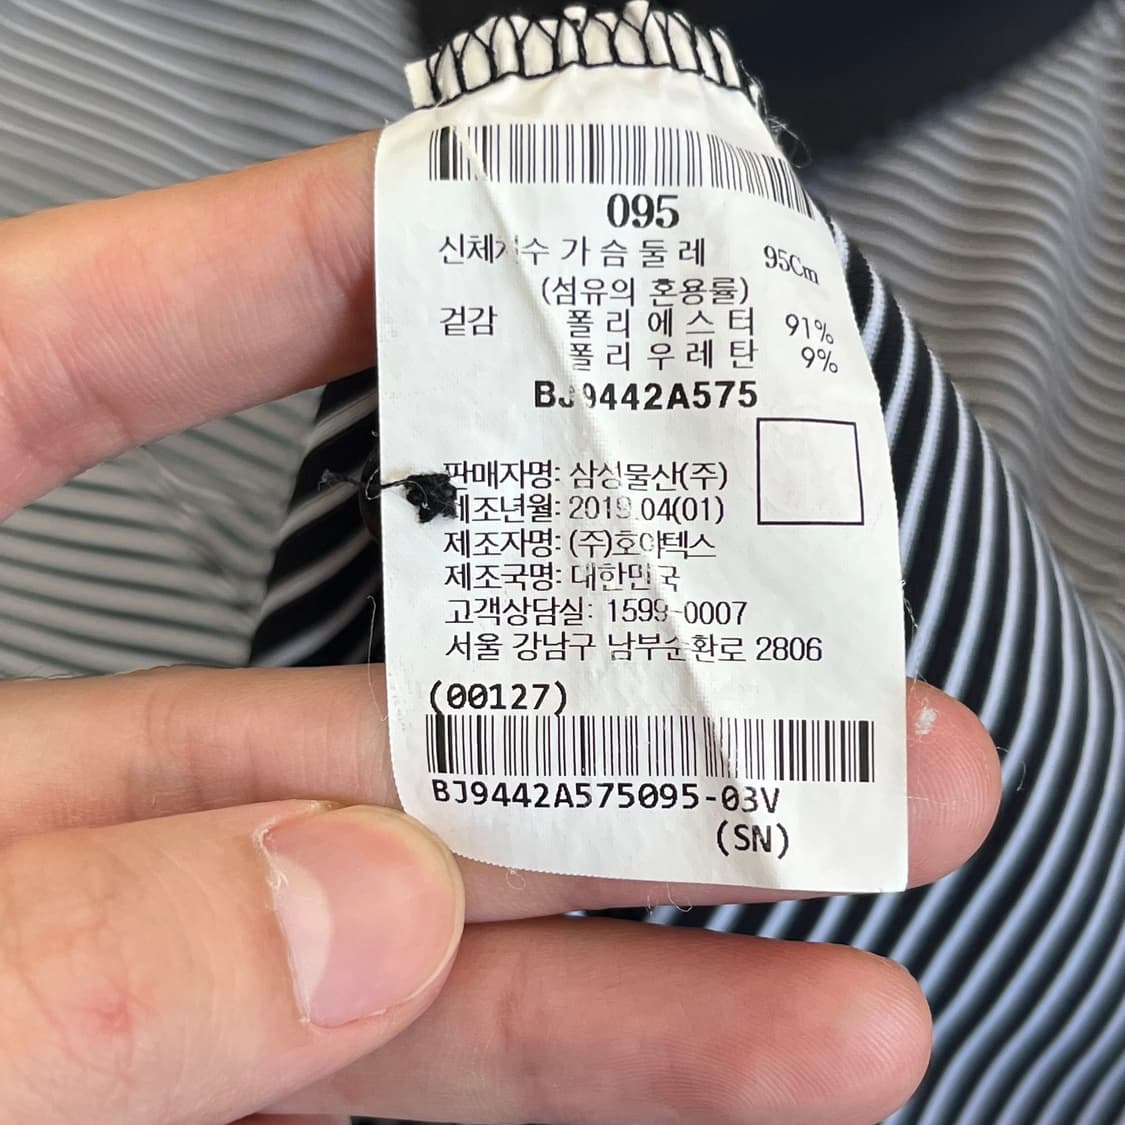 095
신체치수 가 슴 둘 레 95Cm
(섬유의 혼용률)
겉감 폴 리 에 스 터 91%
폴 리 우 레 탄 9%
BJ9442A575
판매자명: 삼성물산(주)
제조년월: 2019.04(01)
제조자명: (주)호아텍스
제조국명: 대한민국
고객상담실: 1599-0007
서울 강남구 남부순환로 2806
(00127)
BJ9442A575095-03V
(SN)